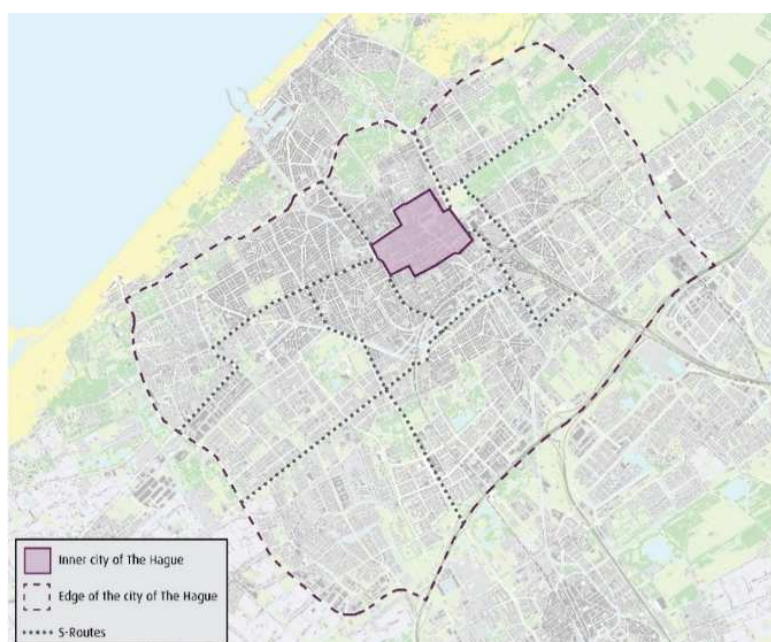 Inner city of The Hague
Edge of the city of The Hague
S-Routes